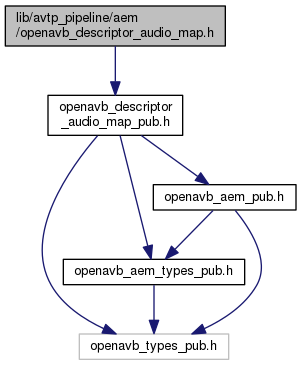 lib/avtp_pipeline/aem
/openavb_descriptor_audio_map.h
openavb_descriptor
_audio_map_pub.h
openavb_aem_pub.h
openavb_aem_types_pub.h
openavb_types_pub.h